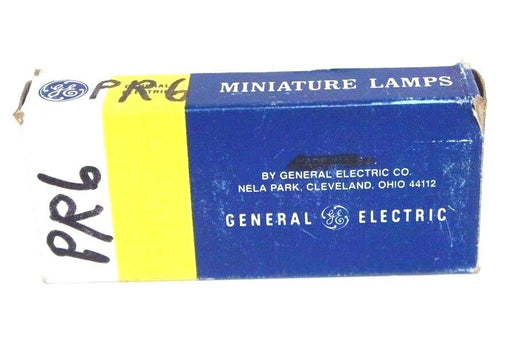 GE PR6
GENERAL
ELECTRIC
MINIATURE LAMPS
BY GENERAL ELECTRIC CO.
NELA PARK, CLEVELAND, OHIO 44112
GENERAL GE ELECTRIC
PR6